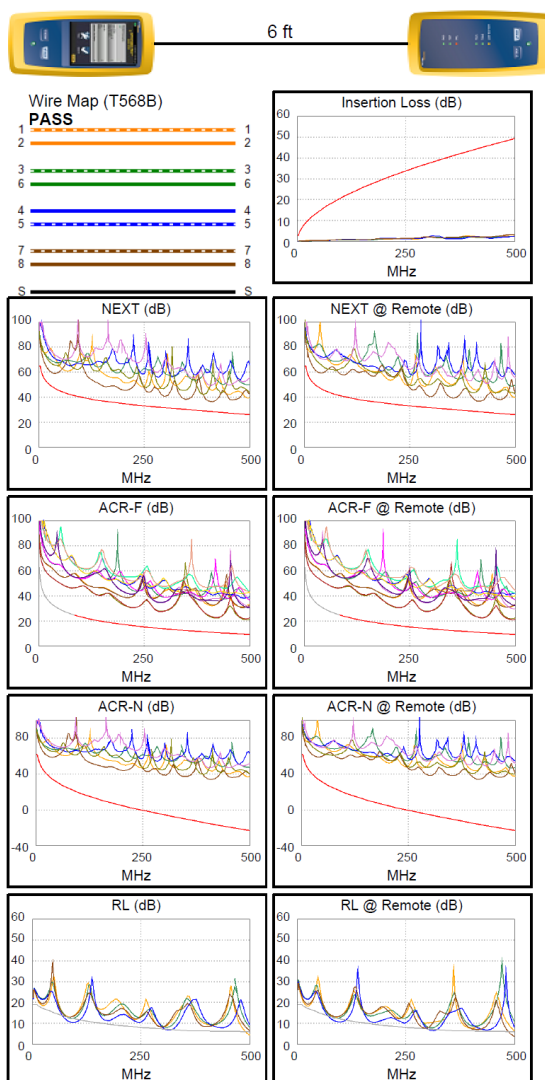 6 ft
Wire Map (T568B)
PASS
1 1
2 2
3 3
6 6
4 4
5 5
7 7
8 8
S S
Insertion Loss (dB)
60
50
40
30
20
10
0
0 250 500
MHz
NEXT (dB)
100
80
60
40
20
0
0 250 500
MHz
NEXT @ Remote (dB)
100
80
60
40
20
0
0 250 500
MHz
ACR-F (dB)
100
80
60
40
20
0
0 250 500
MHz
ACR-F @ Remote (dB)
100
80
60
40
20
0
0 250 500
MHz
ACR-N (dB)
80
40
0
-40
0 250 500
MHz
ACR-N @ Remote (dB)
80
40
0
-40
0 250 500
MHz
RL (dB)
60
50
40
30
20
10
0
0 250 500
MHz
RL @ Remote (dB)
60
50
40
30
20
10
0
0 250 500
MHz